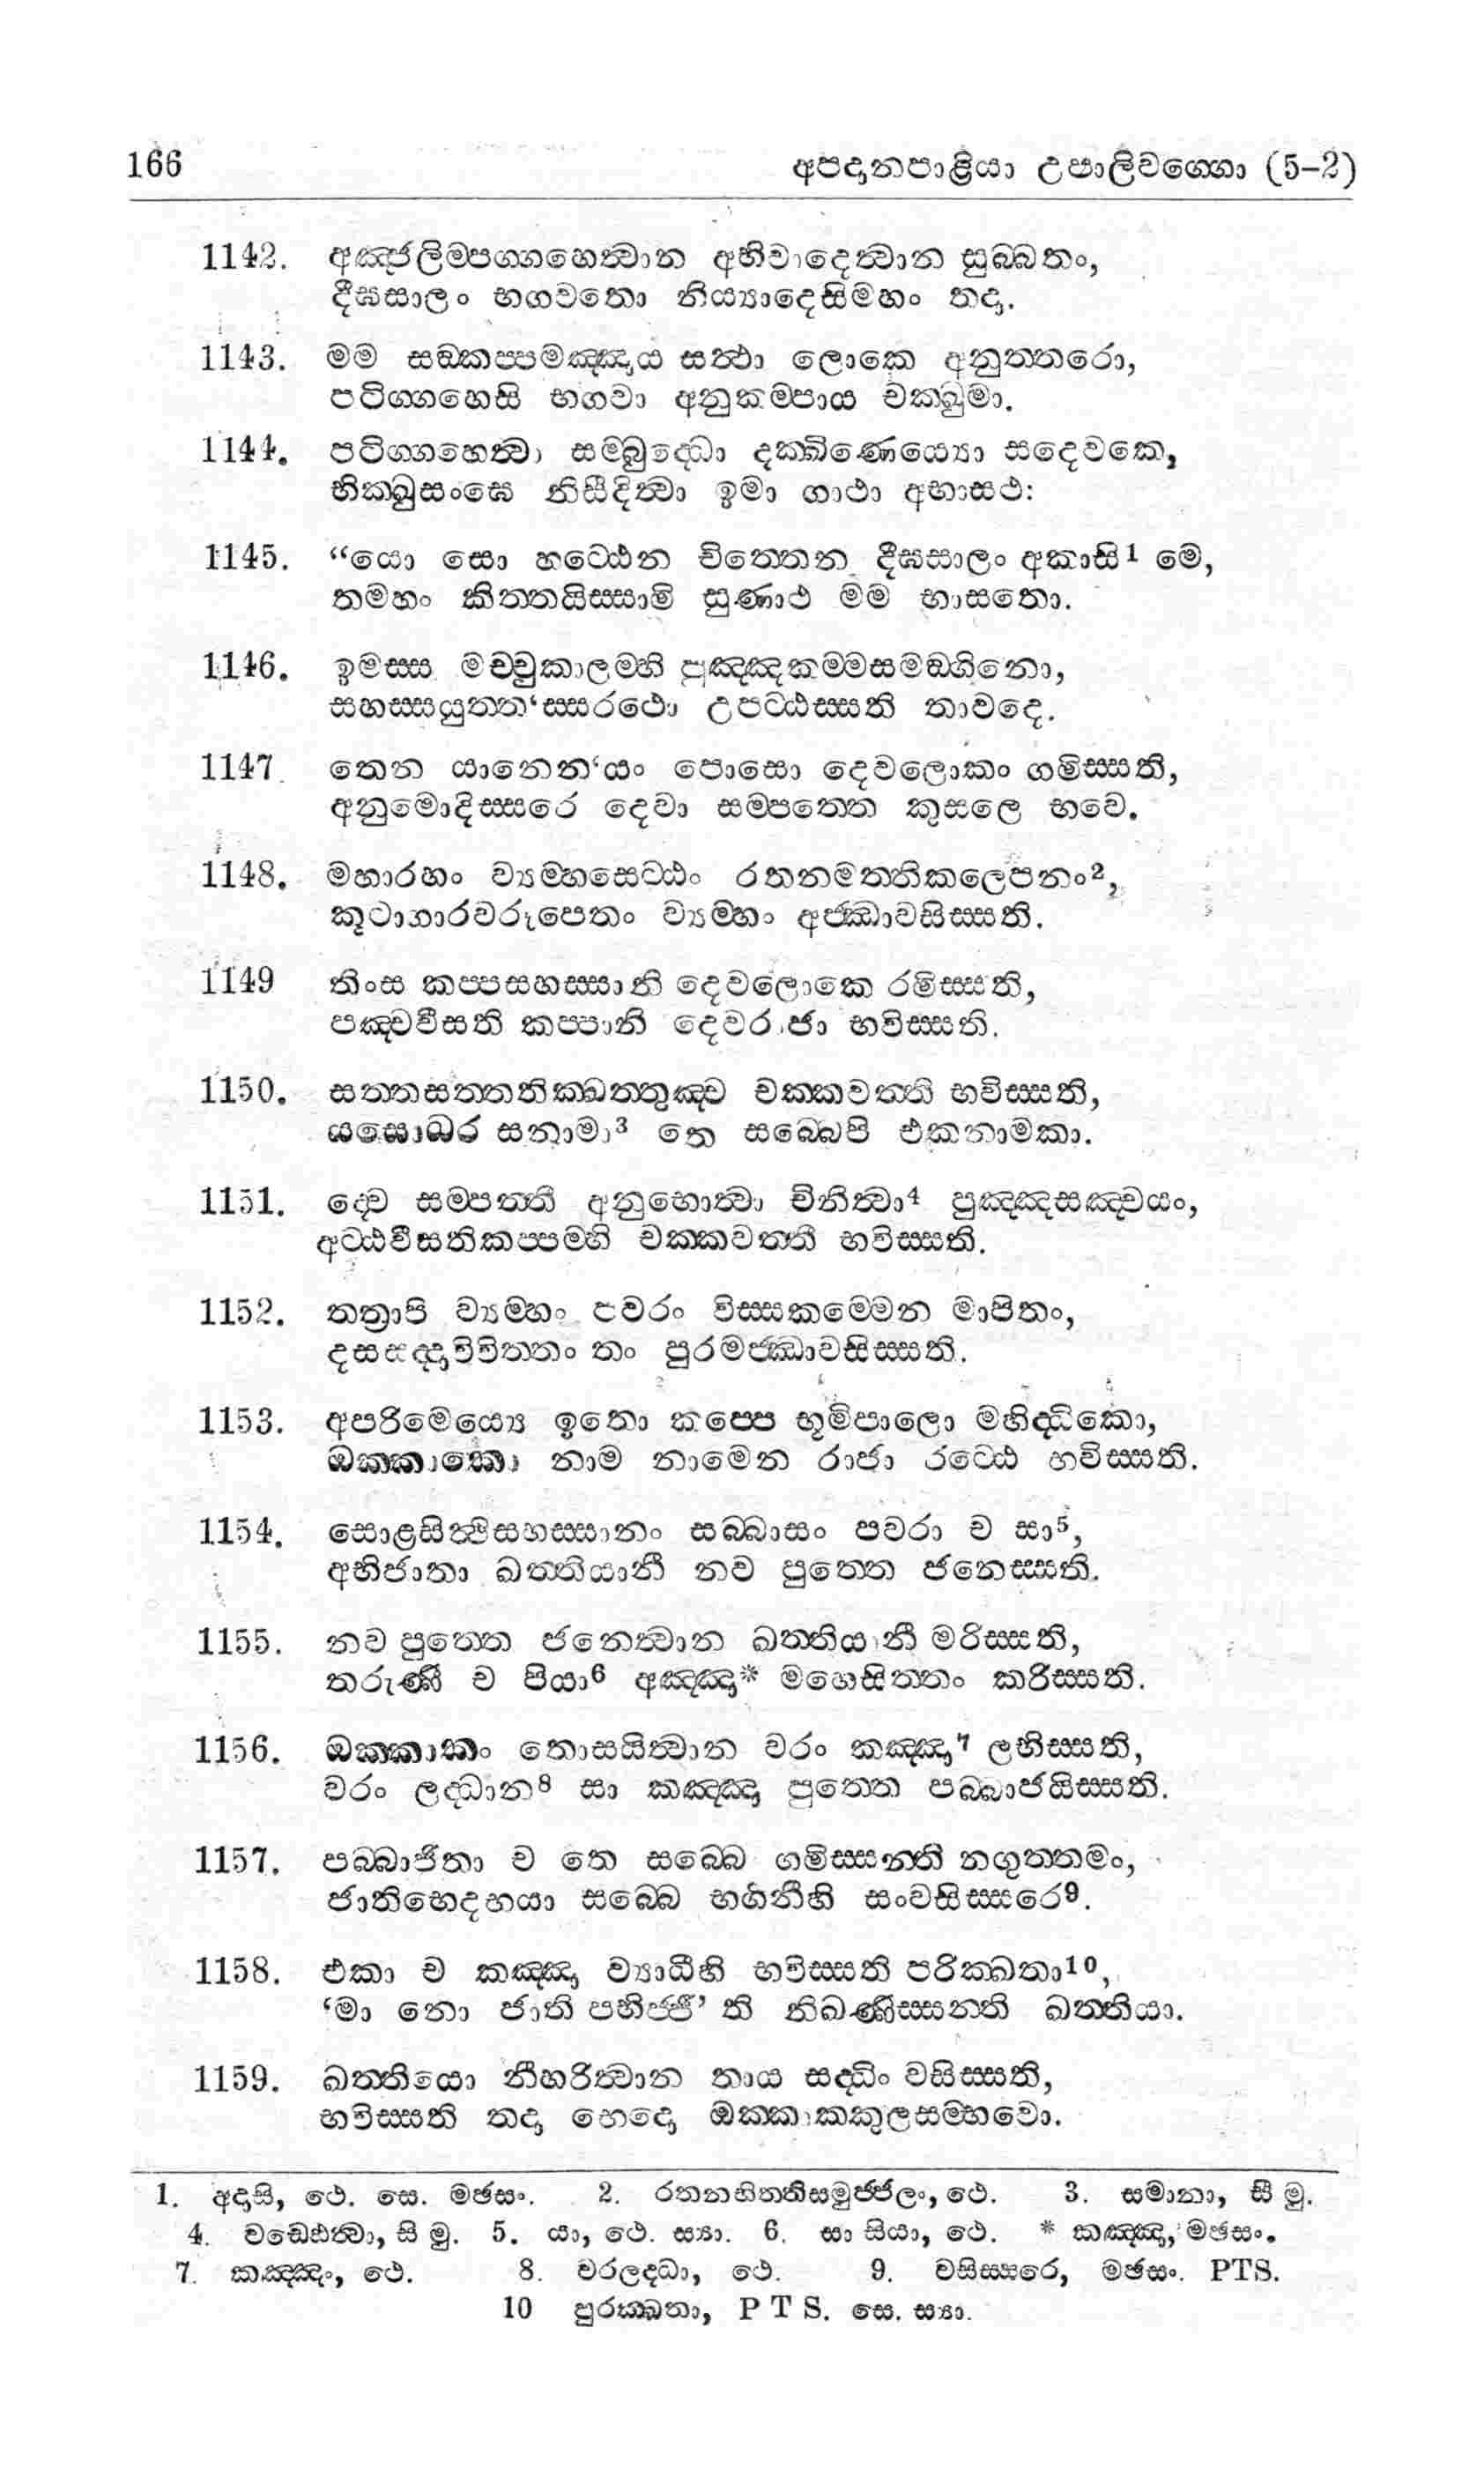 166 අපදානපාළියා උපාලිවග්ගො (5-2)
1142. අඤ්ජලිම්පග්ගහෙත්වාන අභිවාදෙත්වාන සුබ්බතං,
දීඝසාලං භගවතො නිය්‍යාදෙසිමහං තදා.
1143. මම සඞ්කප්පමඤ්ඤාය සත්ථා ලොකෙ අනුත්තරො,
පටිග්ගහෙසි භගවා අනුකම්පාය චක්ඛුමා.
1144. පටිග්ගහෙත්වා සම්බුද්ධො දක්ඛිණෙය්‍යො සදෙවකෙ,
භික්ඛුසංඝෙ නිසීදිත්වා ඉමා ගාථා අභාසථ:
1145. “යො සො හට්ඨෙන චිත්තෙන දීඝසාලං අකාසි1 මෙ,
තමහං කිත්තයිස්සාමි සුණාථ මම භාසතො.
1146. ඉමස්ස මච්චුකාලම්හි පුඤ්ඤකම්මසමඞ්ගිනො,
සහස්සයුත්ත‘ස්සරථො උපට්ඨිස්සති තාවදෙ.
1147. තෙන යානෙන‘යං පොසො දෙවලොකං ගමිස්සති,
අනුමොදිස්සරෙ දෙවා සම්පත්තෙ කුසලෙ භවෙ.
1148. මහාරහං ව්‍යම්හසෙට්ඨං රතනමත්තිකලෙපනං2,
කූටාගාරවරූපෙතං ව්‍යම්හං අජ්ඣාවසිස්සති.
1149 තිංස කප්පසහස්සානි දෙවලොකෙ රමිස්සති,
පඤ්චවීසති කප්පානි දෙවරාජා භවිස්සති.
1150. සත්තසත්තතික්ඛත්තුඤ්ච චක්කවත්ති භවිස්සති,
යසොධර සනාමා3 තෙ සබ්බෙපි එකනාමකා.
1151. ද්වෙ සම්පත්තී අනුභොත්වා චිනිත්වා4 පුඤ්ඤසඤ්චයං,
අට්ඨවීසතිකප්පම්හි චක්කවත්තී භවිස්සති.
1152. තත්‍රාපි ව්‍යම්හං පවරං විස්සකම්මෙන මාපිතං,
දසසද්දාවිවිත්තං තං පුරමජ්ඣාවසිස්සති.
1153. අපරිමෙය්‍යෙ ඉතො කප්පෙ භූමිපාලො මහිද්ධිකො,
ඔක්කාකො නාම නාමෙන රාජා රට්ඨෙ භවිස්සති.
1154. සොළසිත්ථිසහස්සානං සබ්බාසං පවරා ච සා5,
අභිජාතා ඛත්තියානී නව පුත්තෙ ජනෙස්සති.
1155. නව පුත්තෙ ජනෙත්වාන ඛත්තියානී මරිස්සති,
තරුණී ච පියා6 අඤ්ඤා* මහෙසිත්තං කරිස්සති.
1156. ඔක්කාකං තොසයිත්වාන වරං කඤ්ඤා7 ලභිස්සති,
වරං ලද්ධාන8 සා කඤ්ඤා පුත්තෙ පබ්බාජයිස්සති.
1157. පබ්බාජිතා ච තෙ සබ්බෙ ගමිස්සන්ති නගුත්තමං,
ජාතිභෙදභයා සබ්බෙ භගිනීහි සංවසිස්සරෙ9.
1158. එකා ච කඤ්ඤා ව්‍යාධීහි භවිස්සති පරික්ඛතා10,
‘මා නො ජාති පභිජ්ජී’ ති නිඛණිස්සන්ති ඛත්තියා.
1159. ඛත්තියො නීහරිත්වාන තාය සද්ධිං වසිස්සති,
භවිස්සති තදා භෙදො ඔක්කාකකුලසම්භවො.
1. අදාසි, ථෙ. සෙ. මඡසං. 2. රතනභිත්තිසමුජ්ජලං, ථෙ. 3. සමානා, සී මු.
4. වඩ්ඪෙත්වා, සි මු. 5. යා, ථෙ. ස්‍යා. 6. සා සියා, ථෙ. * කඤ්ඤා, මඡසං.
7. කඤ්ඤං, ථෙ. 8. වරලද්ධා, ථෙ. 9. වසිස්සරෙ, මඡසං. PTS.
10 පුරක්ඛතා, P T S. සෙ. ස්‍යා.